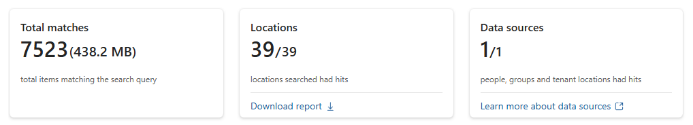 Total matches
7523(438.2 MB)
total items matching the search query
Locations
39/39
locations searched had hits
Download report
Data sources
1/1
people, groups and tenant locations had hits
Learn more about data sources